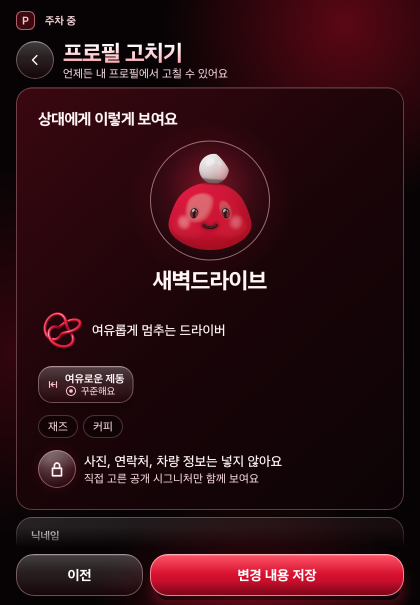 P 주차 중
프로필 고치기
언제든 내 프로필에서 고칠 수 있어요
상대에게 이렇게 보여요
새벽드라이브
여유롭게 멈추는 드라이버
여유로운 제동
꾸준해요
재즈 커피
사진, 연락처, 차량 정보는 넣지 않아요
직접 고른 공개 시그니처만 함께 보여요
닉네임
이전 변경 내용 저장